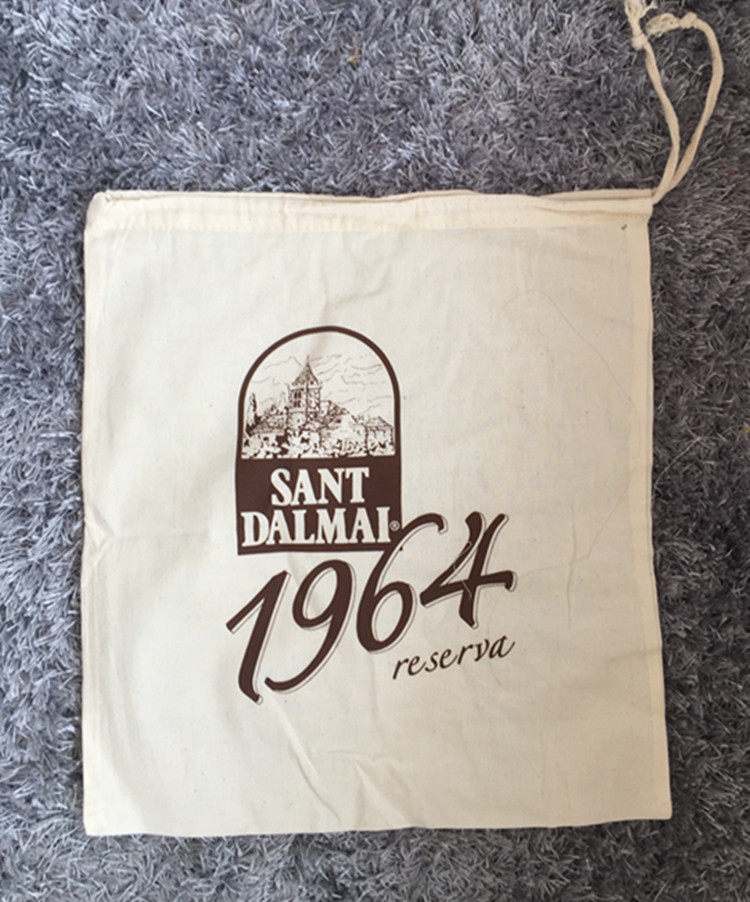 SANT
DALMAI®
1964
reserva